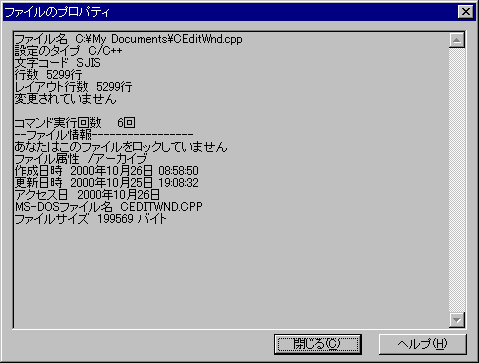 ファイルのプロパティ
ファイル名  C:¥My Documents¥CEditWnd.cpp
設定のタイプ  C/C++
文字コード  SJIS
行数  5299行
レイアウト行数  5299行
変更されていません

コマンド実行回数    6回
--ファイル情報-----------------
あなたはこのファイルをロックしていません
ファイル属性  /アーカイブ
作成日時  2000年10月26日 08:58:50
更新日時  2000年10月25日 19:08:32
アクセス日  2000年10月26日
MS-DOSファイル名  CEDITWND.CPP
ファイルサイズ  199569 バイト
閉じる(C)
ヘルプ(H)